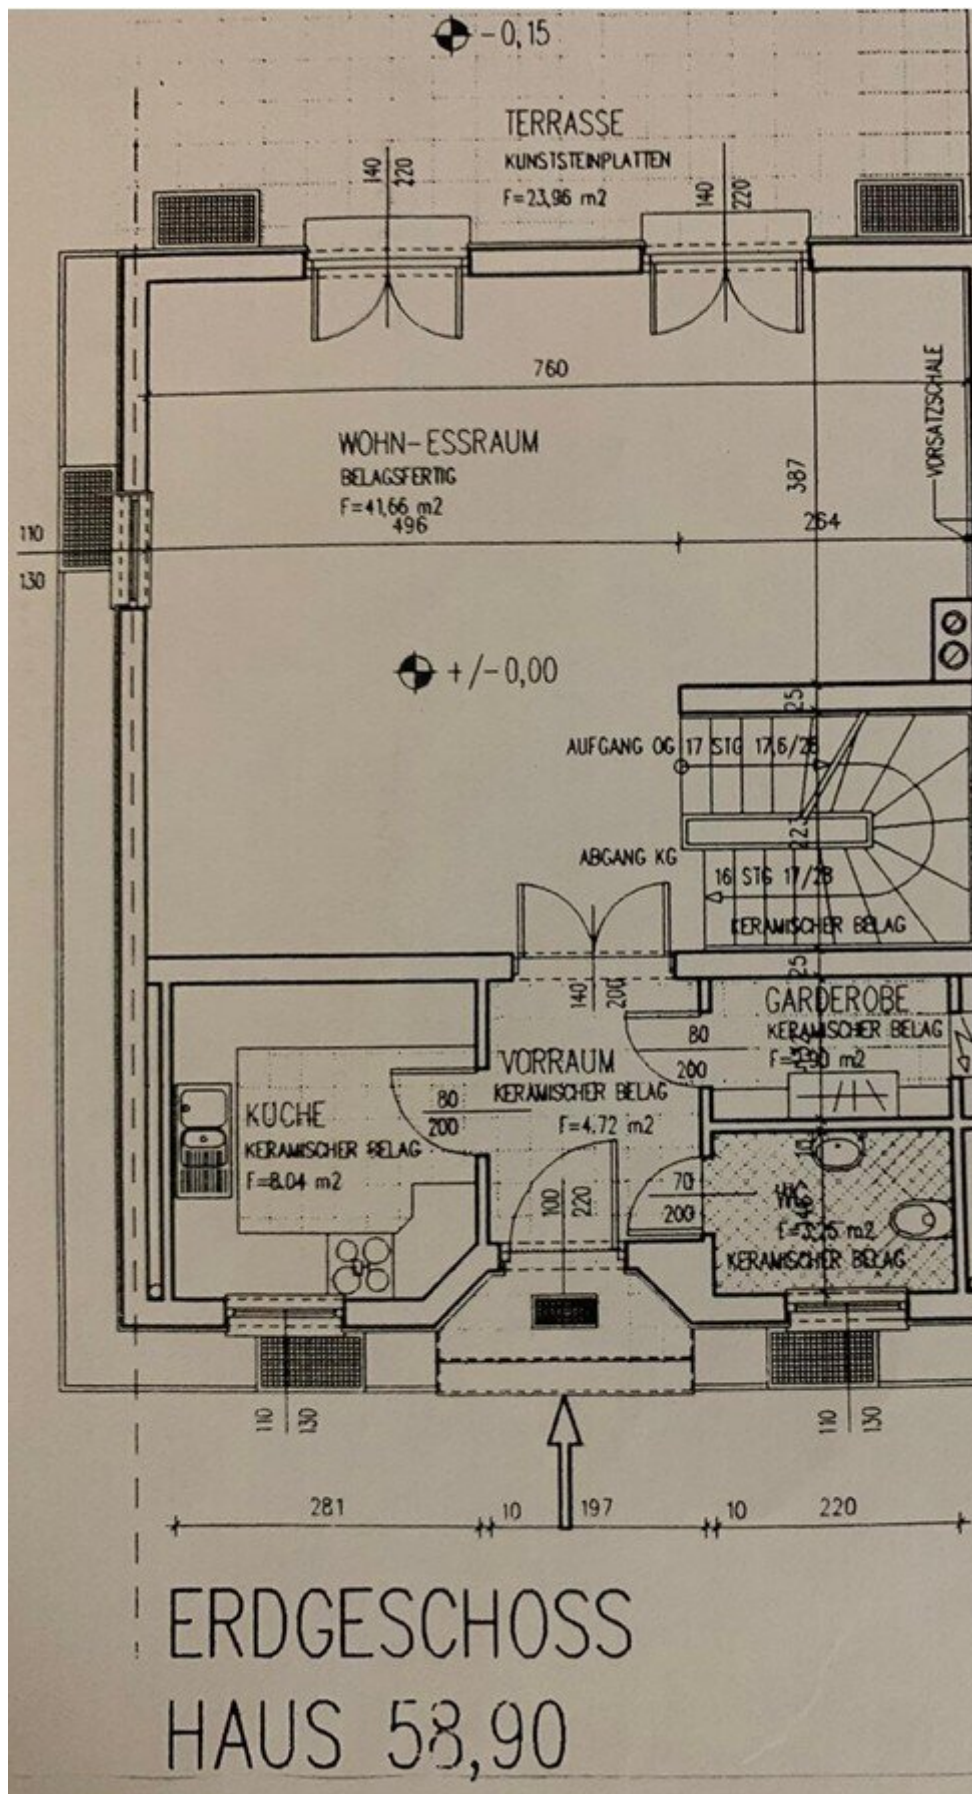 -0,15
TERRASSE
KUNSTSTEINPLATTEN
F=23,96 m2
140
220
140
220
760
VORSATZSCHALE
WOHN-ESSRAUM
BELAGSFERTIG
F=41,66 m2
387
496
264
110
130
+/-0,00
25
AUFGANG OG 17 STG 17,6/28
223
ABGANG KG
16 STG 17/28
KERAMISCHER BELAG
25
140
200
GARDEROBE
KERAMISCHER BELAG
F= m2
80
200
VORRAUM
KERAMISCHER BELAG
F=4.72 m2
KÜCHE
KERAMISCHER BELAG
F=8.04 m2
80
200
10
100
220
70
200
WC
m2
KERAMISCHER BELAG
110
130
110
130
281
10
197
10
220
ERDGESCHOSS
HAUS 58,90